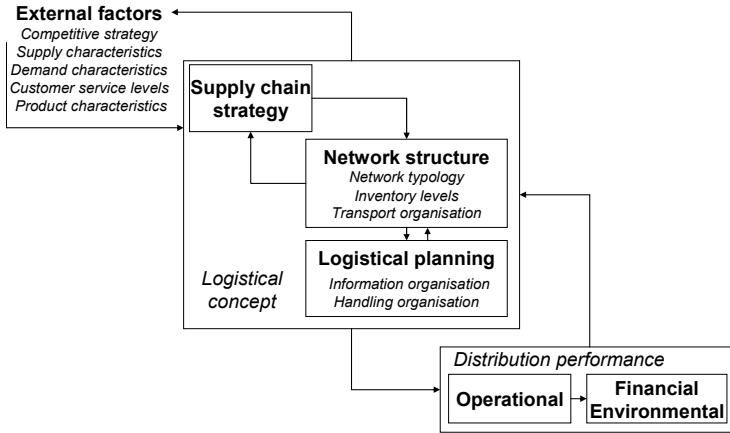 External factors
Competitive strategy
Supply characteristics
Demand characteristics
Customer service levels
Product characteristics
Supply chain
strategy
Network structure
Network typology
Inventory levels
Transport organisation
Logistical planning
Information organisation
Handling organisation
Logistical
concept
Distribution performance
Operational
Financial
Environmental